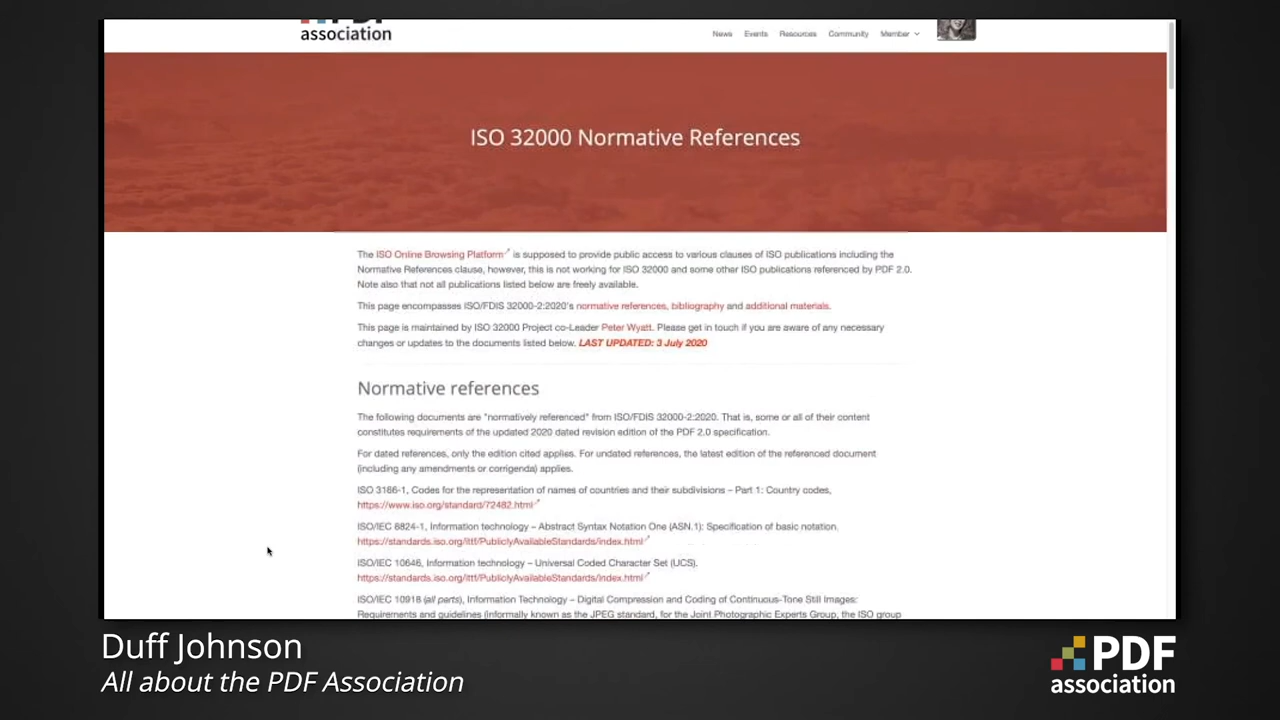 association
News Events Resources Community Member
ISO 32000 Normative References
The ISO Online Browsing Platform is supposed to provide public access to various clauses of ISO publications including the
Normative References clause, however, this is not working for ISO 32000 and some other ISO publications referenced by PDF 2.0.
Note also that not all publications listed below are freely available.
This page encompasses ISO/FDIS 32000-2:2020's normative references, bibliography and additional materials.
This page is maintained by ISO 32000 Project co-Leader Peter Wyatt. Please get in touch if you are aware of any necessary
changes or updates to the documents listed below. LAST UPDATED: 3 July 2020
Normative references
The following documents are "normatively referenced" from ISO/FDIS 32000-2:2020. That is, some or all of their content
constitutes requirements of the updated 2020 dated revision edition of the PDF 2.0 specification.
For dated references, only the edition cited applies. For undated references, the latest edition of the referenced document
(including any amendments or corrigenda) applies.
ISO 3166-1, Codes for the representation of names of countries and their subdivisions – Part 1: Country codes,
https://www.iso.org/standard/72482.html
ISO/IEC 8824-1, Information technology – Abstract Syntax Notation One (ASN.1): Specification of basic notation,
https://standards.iso.org/ittf/PubliclyAvailableStandards/index.html
ISO/IEC 10646, Information technology – Universal Coded Character Set (UCS).
https://standards.iso.org/ittf/PubliclyAvailableStandards/index.html
ISO/IEC 10918 (all parts), Information Technology – Digital Compression and Coding of Continuous-Tone Still Images:
Requirements and guidelines (informally known as the JPEG standard, for the Joint Photographic Experts Group, the ISO group
Duff Johnson
All about the PDF Association
PDF
association